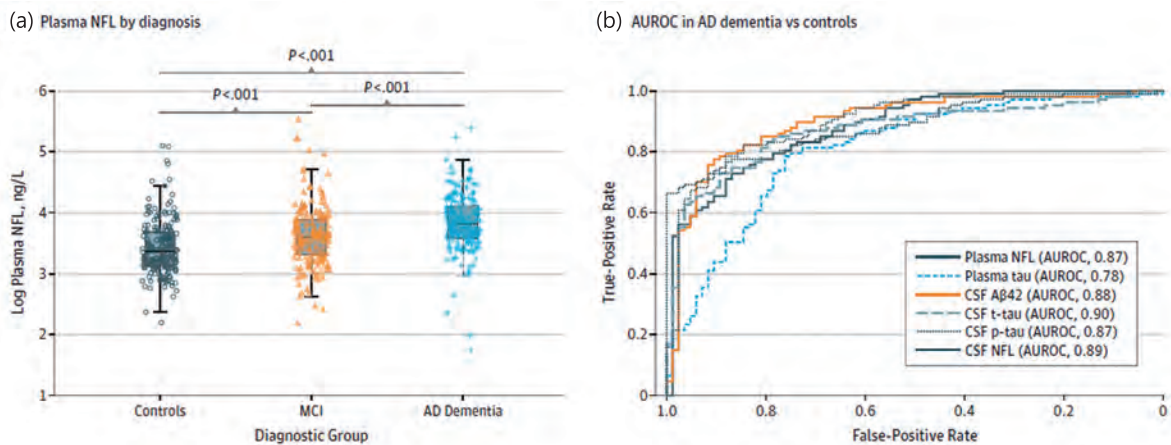 (a) Plasma NFL by diagnosis
P<.001
P<.001
P<.001
6
5
4
3
2
1
Log Plasma NFL, ng/L
Controls
MCI
AD Dementia
Diagnostic Group
(b) AUROC in AD dementia vs controls
1.0
0.8
0.6
0.4
0.2
0
True-Positive Rate
Plasma NFL (AUROC, 0.87)
Plasma tau (AUROC, 0.78)
CSF Aβ42 (AUROC, 0.88)
CSF t-tau (AUROC, 0.90)
CSF p-tau (AUROC, 0.87)
CSF NFL (AUROC, 0.89)
1.0
0.8
0.6
0.4
0.2
0
False-Positive Rate